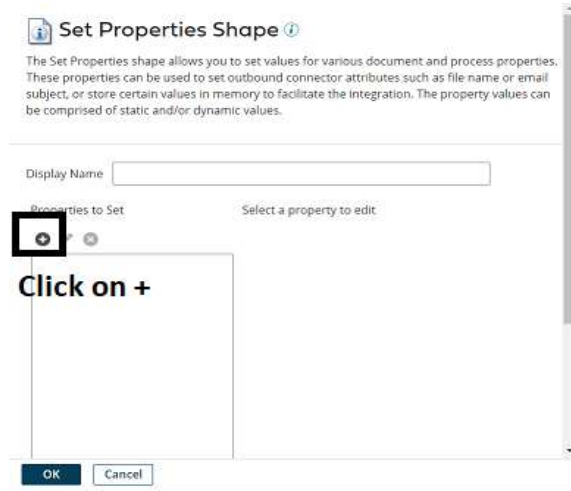 Set Properties Shape
The Set Properties shape allows you to set values for various document and process properties.
These properties can be used to set outbound connector attributes such as file name or email
subject, or store certain values in memory to facilitate the integration. The property values can
be comprised of static and/or dynamic values.
Display Name
Properties to Set Select a property to edit
Click on +
OK Cancel